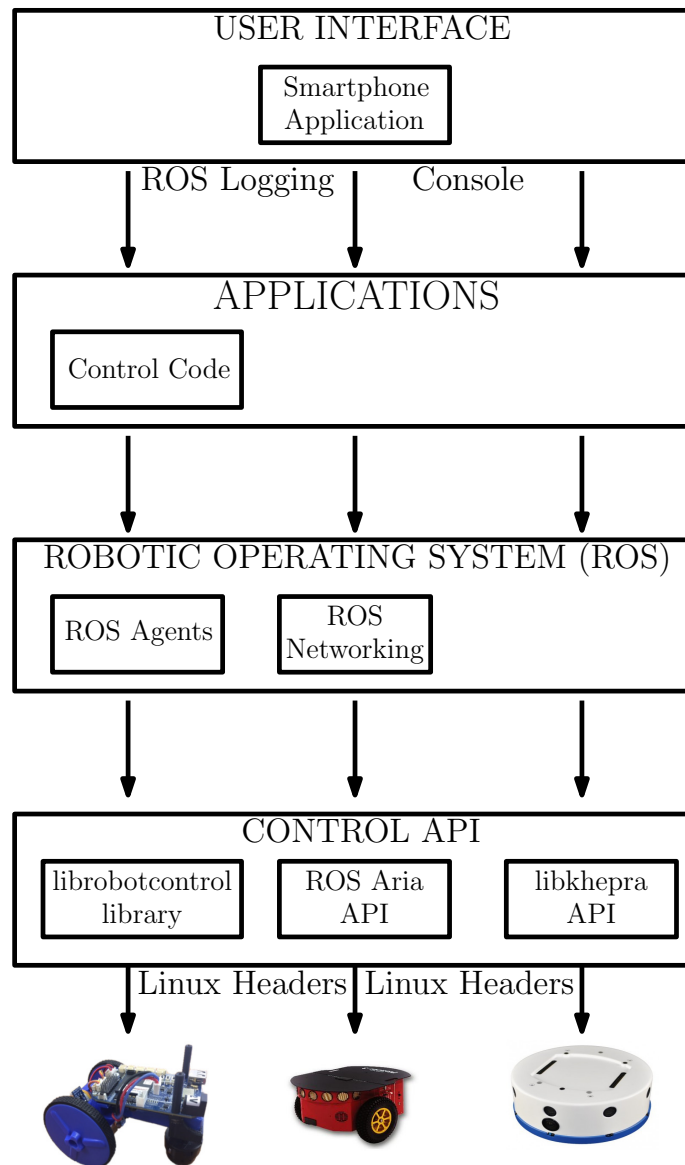 USER INTERFACE
Smartphone
Application
ROS Logging
Console
APPLICATIONS
Control Code
ROBOTIC OPERATING SYSTEM (ROS)
ROS Agents
ROS
Networking
CONTROL API
librobotcontrol
library
ROS Aria
API
libkhepra
API
Linux Headers
Linux Headers